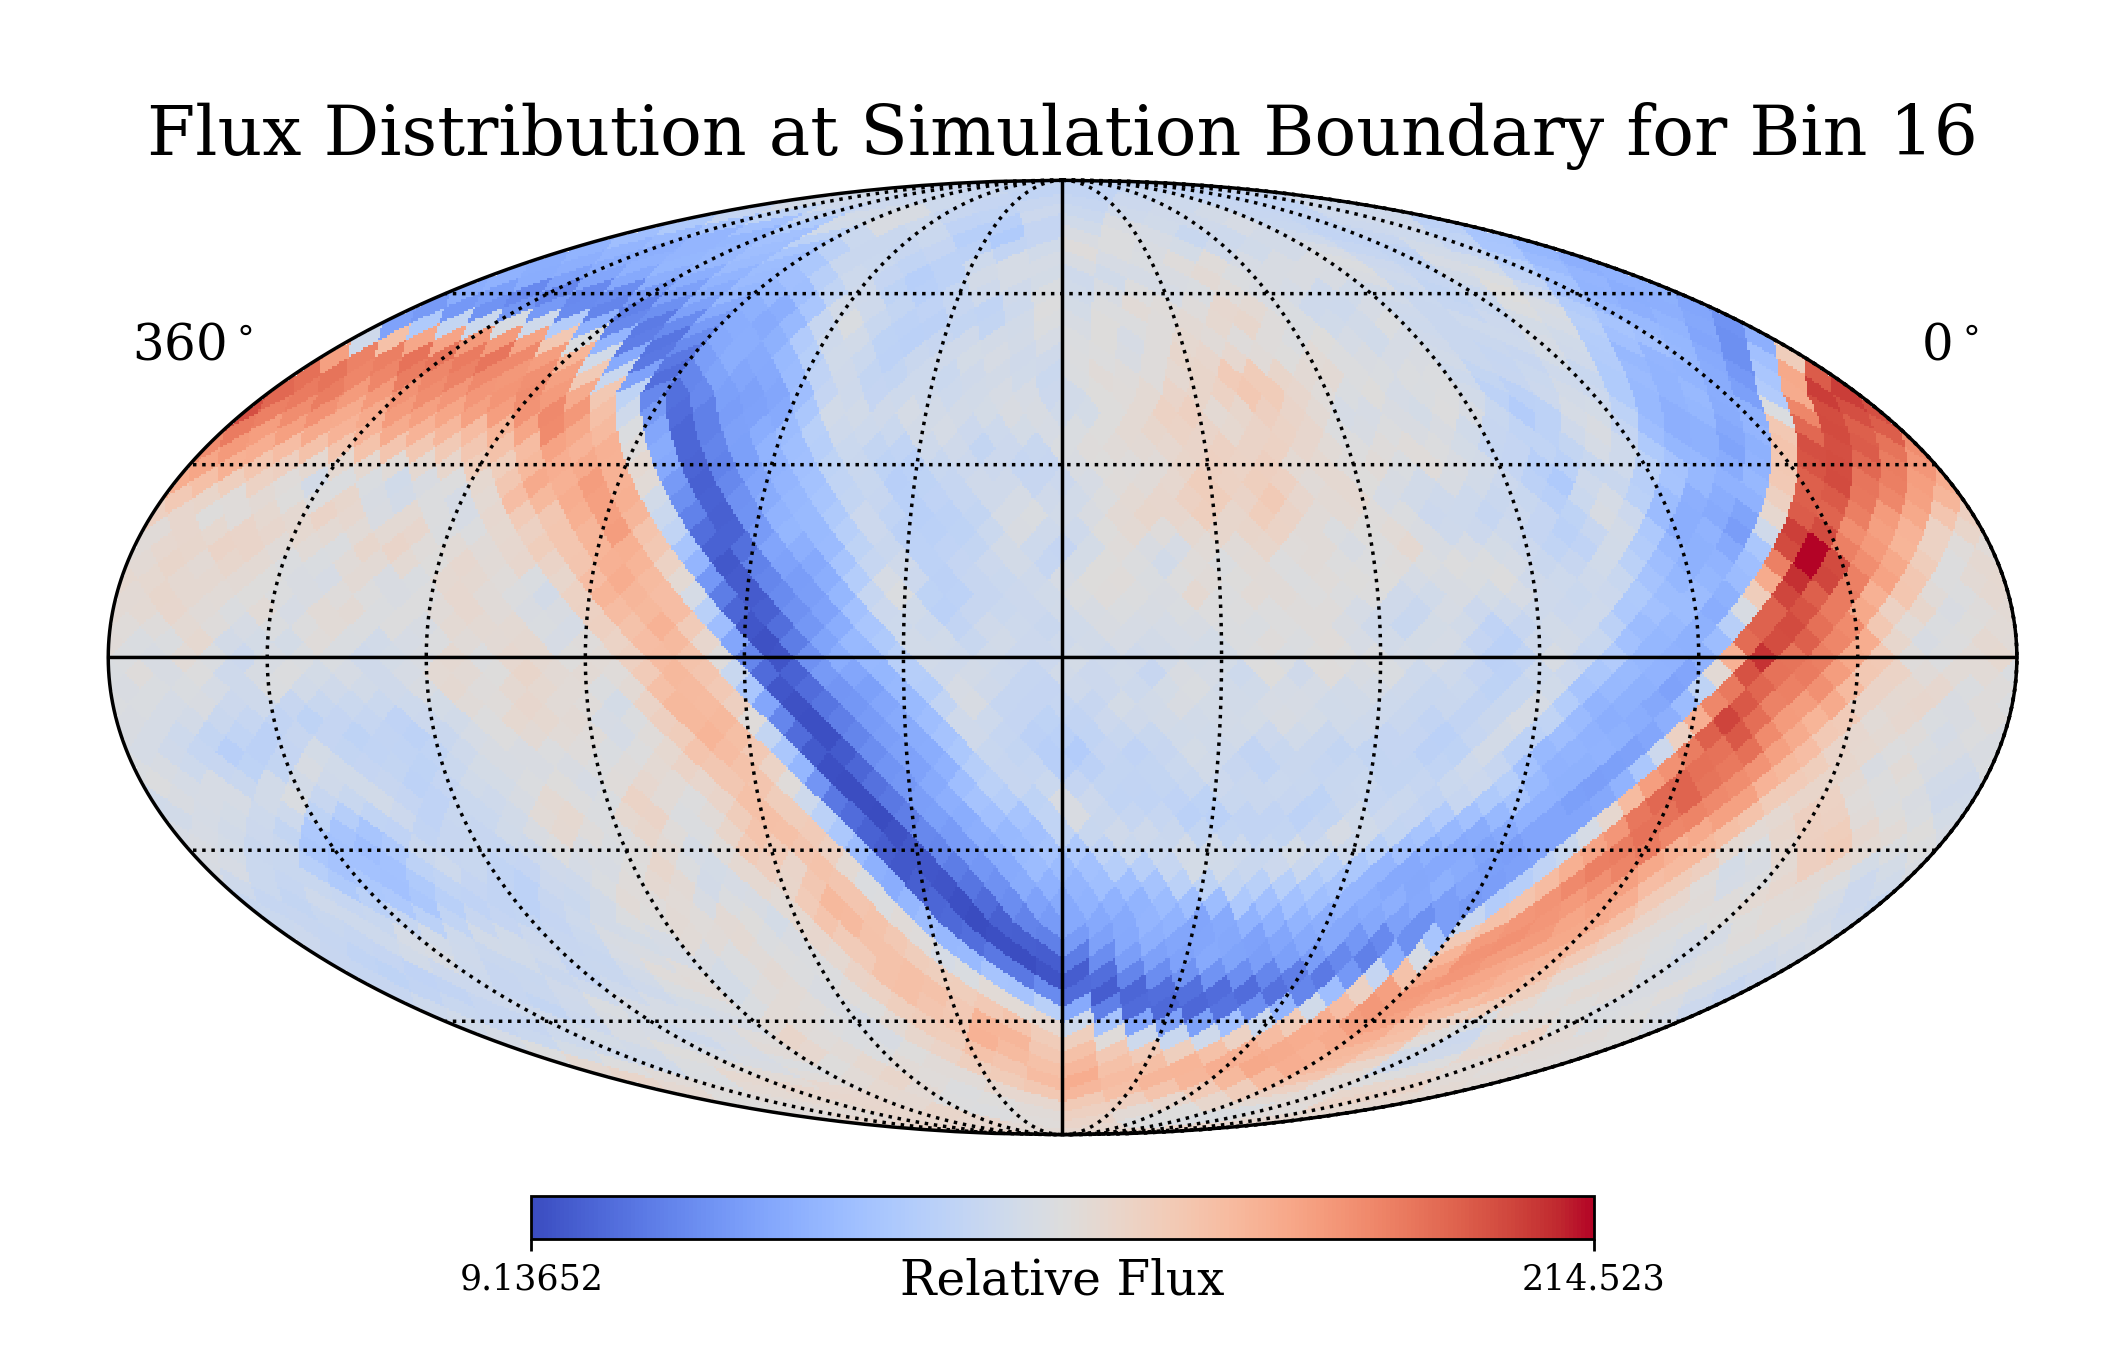 Flux Distribution at Simulation Boundary for Bin 16
360°
0°
9.13652
Relative Flux
214.523